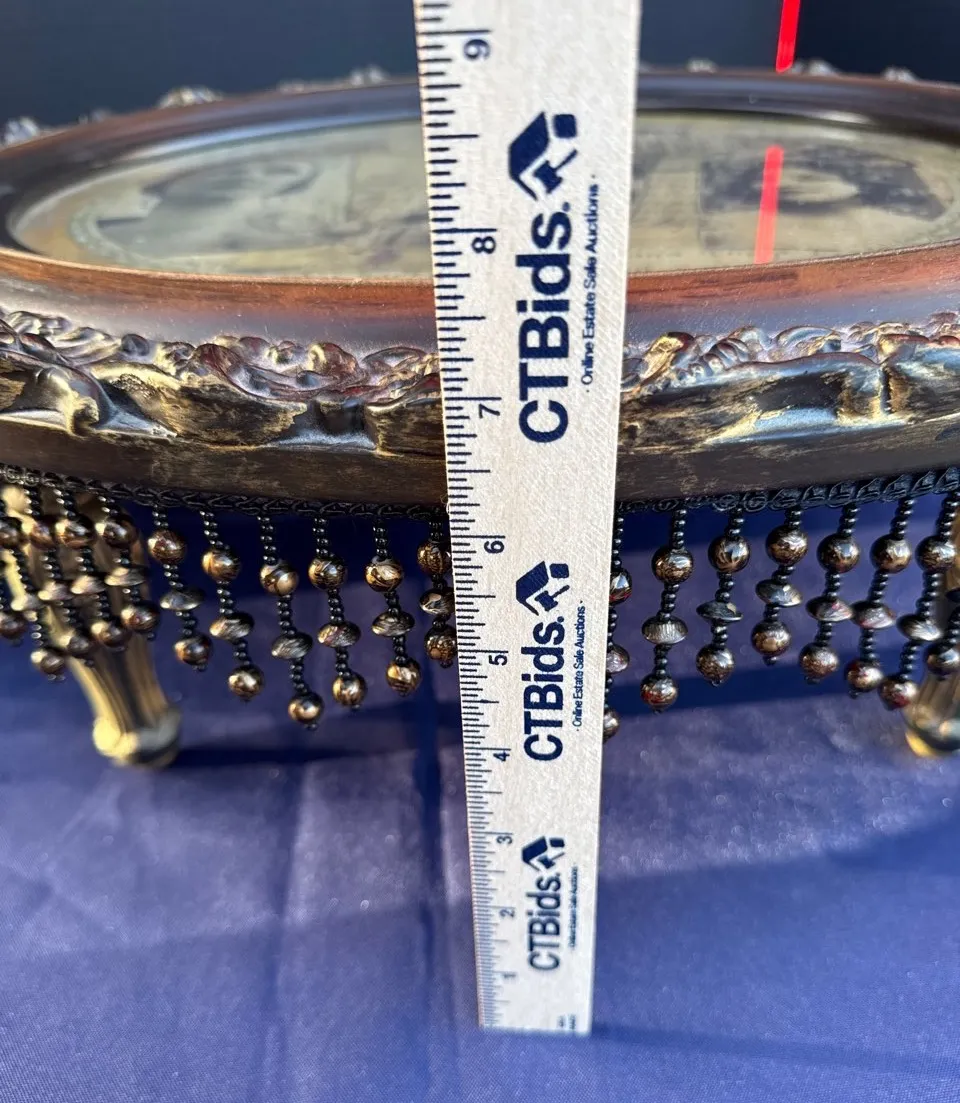 9
8
7
6
5
4
3
2
1
CTBids.®
Online Estate Sale Auctions
CTBids.
· Online Estate Sale Auctions ·
CTBids.